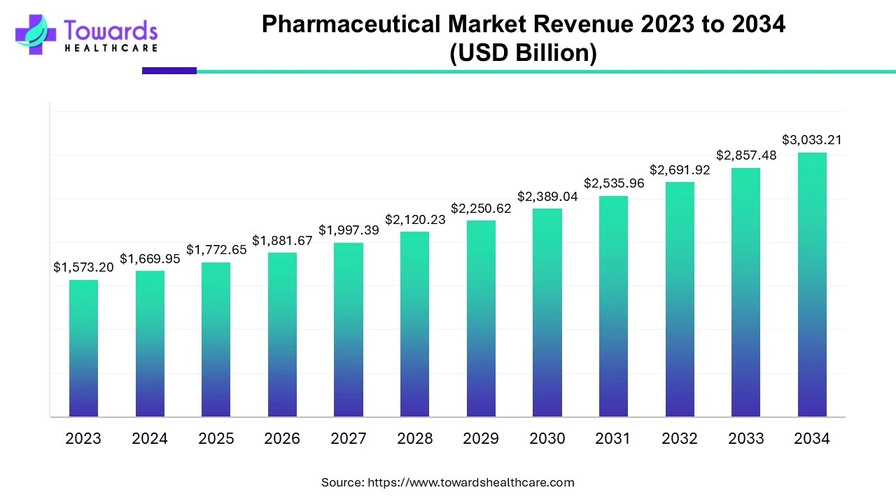 Towards
HEALTHCARE
Pharmaceutical Market Revenue 2023 to 2034
(USD Billion)
$1,573.20 $1,669.95 $1,772.65 $1,881.67 $1,997.39 $2,120.23 $2,250.62 $2,389.04 $2,535.96 $2,691.92 $2,857.48 $3,033.21
2023 2024 2025 2026 2027 2028 2029 2030 2031 2032 2033 2034
Source: https://www.towardshealthcare.com